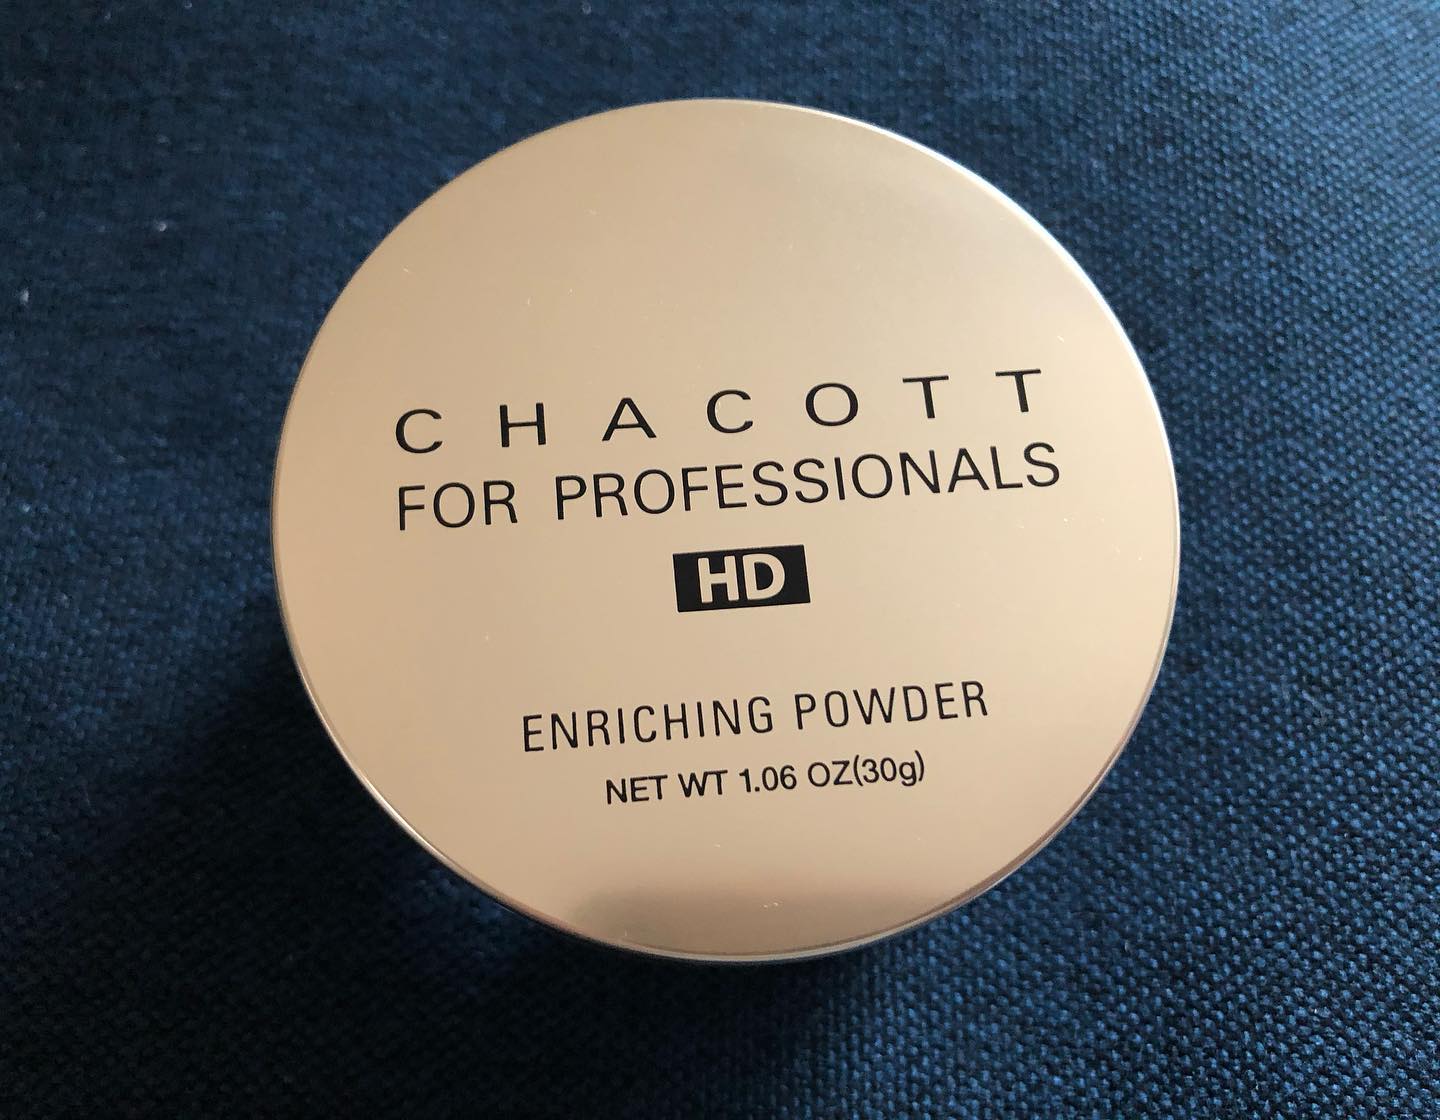 CHACOTT
FOR PROFESSIONALS
HD
ENRICHING POWDER
NET WT 1.06 OZ(30g)